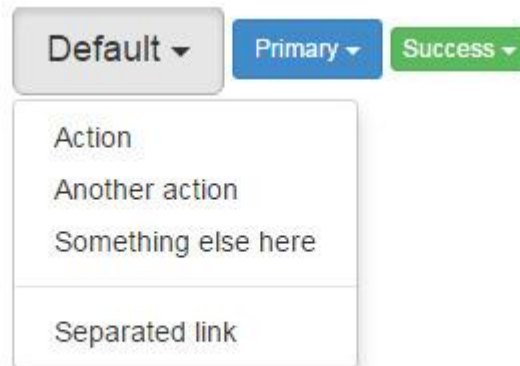 Default Primary Success
Action
Another action
Something else here
Separated link